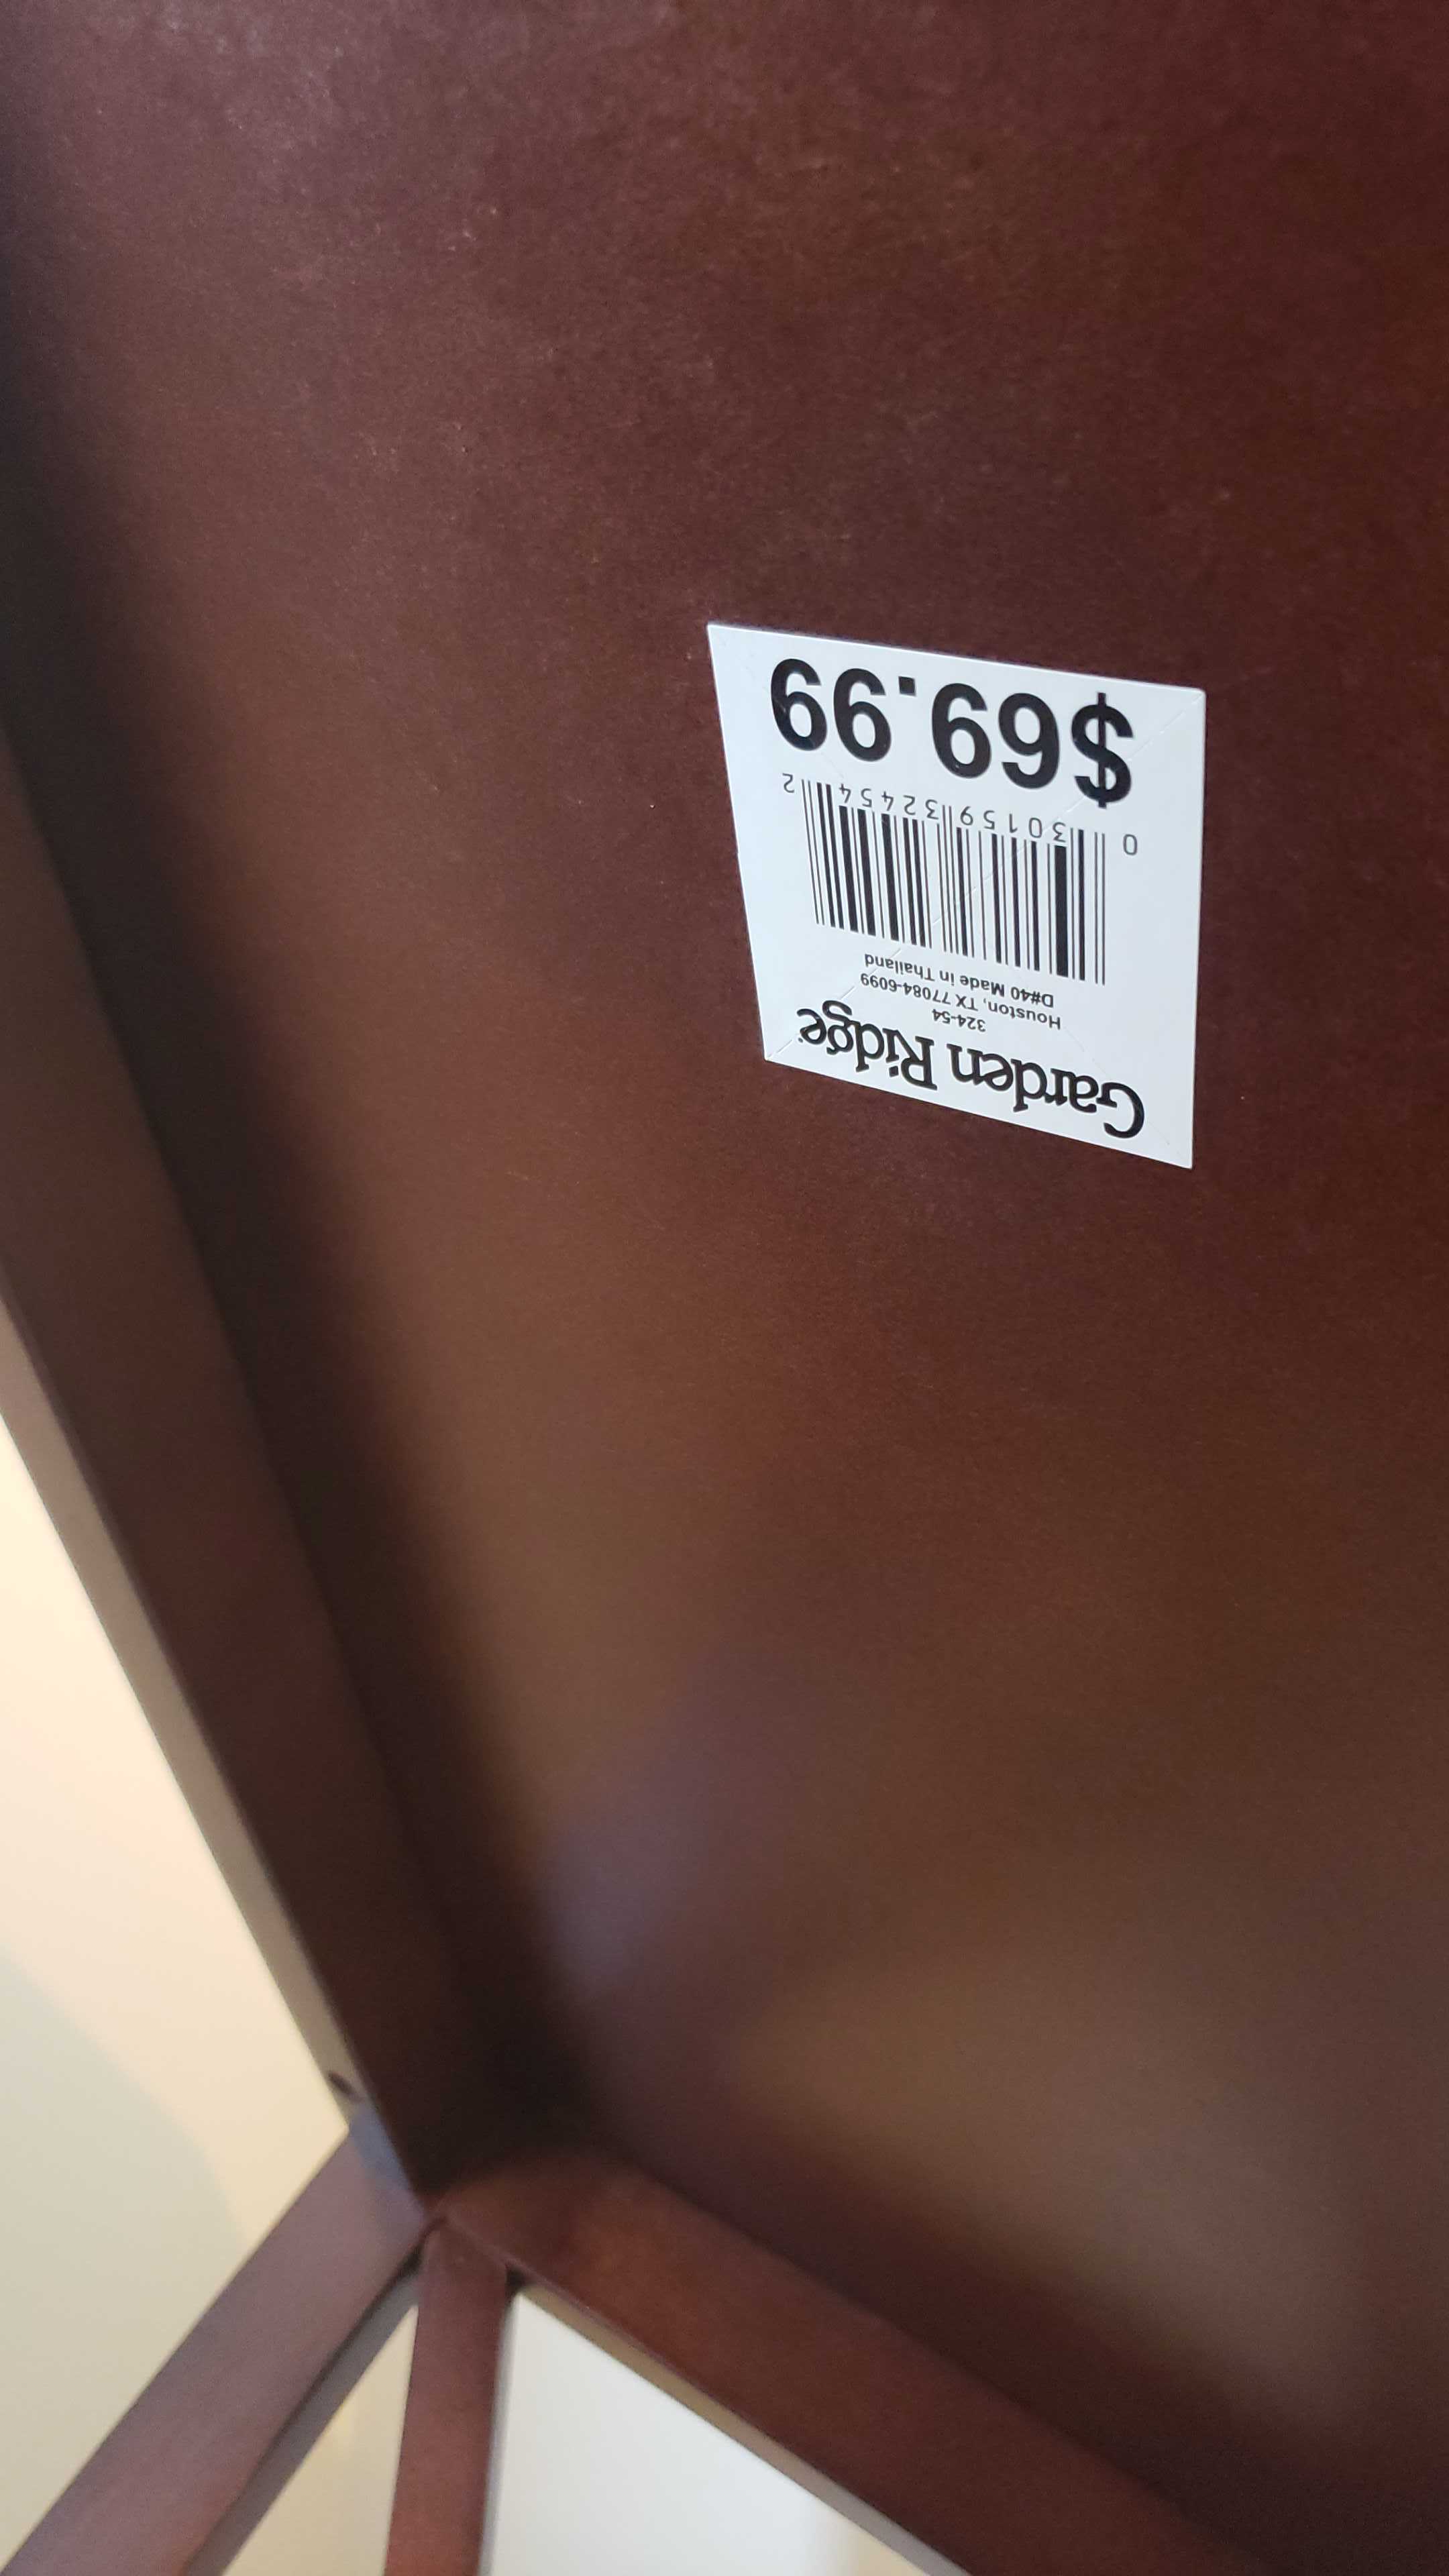 Garden Ridge
324-54
Houston, TX 77084-6099
D#40 Made in Thailand
0 30159 32454 2
$69.99